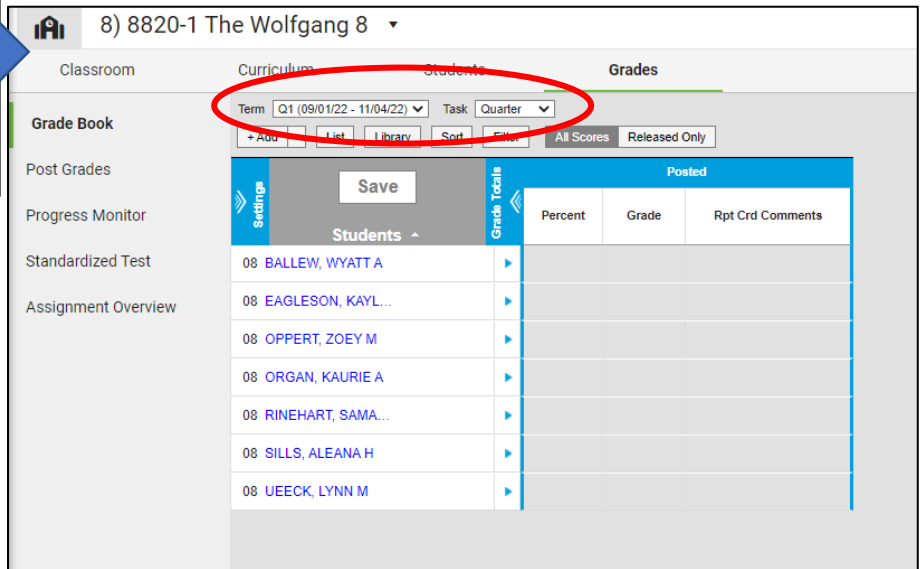 8) 8820-1 The Wolfgang 8
Classroom Curriculum Students Grades
Grade Book
Post Grades
Progress Monitor
Standardized Test
Assignment Overview
Term Q1 (09/01/22 - 11/04/22) Task Quarter
+ Add List Library Sort Filter All Scores Released Only
Settings
Save
Students
Grade Totals
Posted
Percent Grade Rpt Crd Comments
08 BALLEW, WYATT A
08 EAGLESON, KAYL...
08 OPPERT, ZOEY M
08 ORGAN, KAURIE A
08 RINEHART, SAMA...
08 SILLS, ALEANA H
08 UEECK, LYNN M